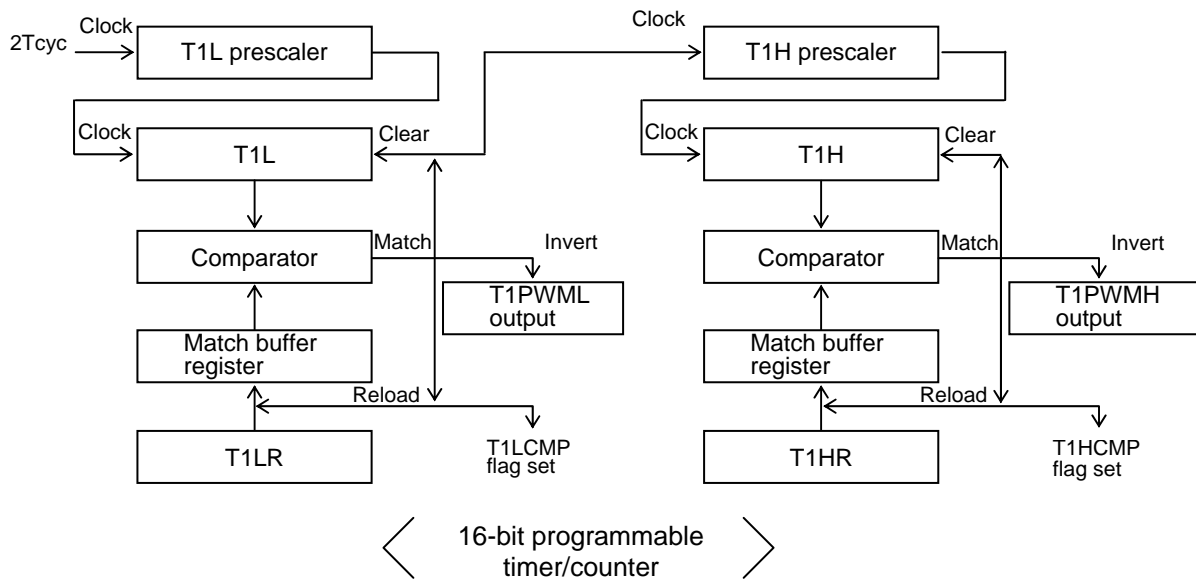 Clock
2Tcyc
T1L prescaler
Clock
T1H prescaler
Clock
T1L
Clear
Clock
T1H
Clear
Comparator
Match
Invert
T1PWML
output
Comparator
Match
Invert
T1PWMH
output
Match buffer
register
Reload
Match buffer
register
Reload
T1LR
T1LCMP
flag set
T1HR
T1HCMP
flag set
16-bit programmable
timer/counter